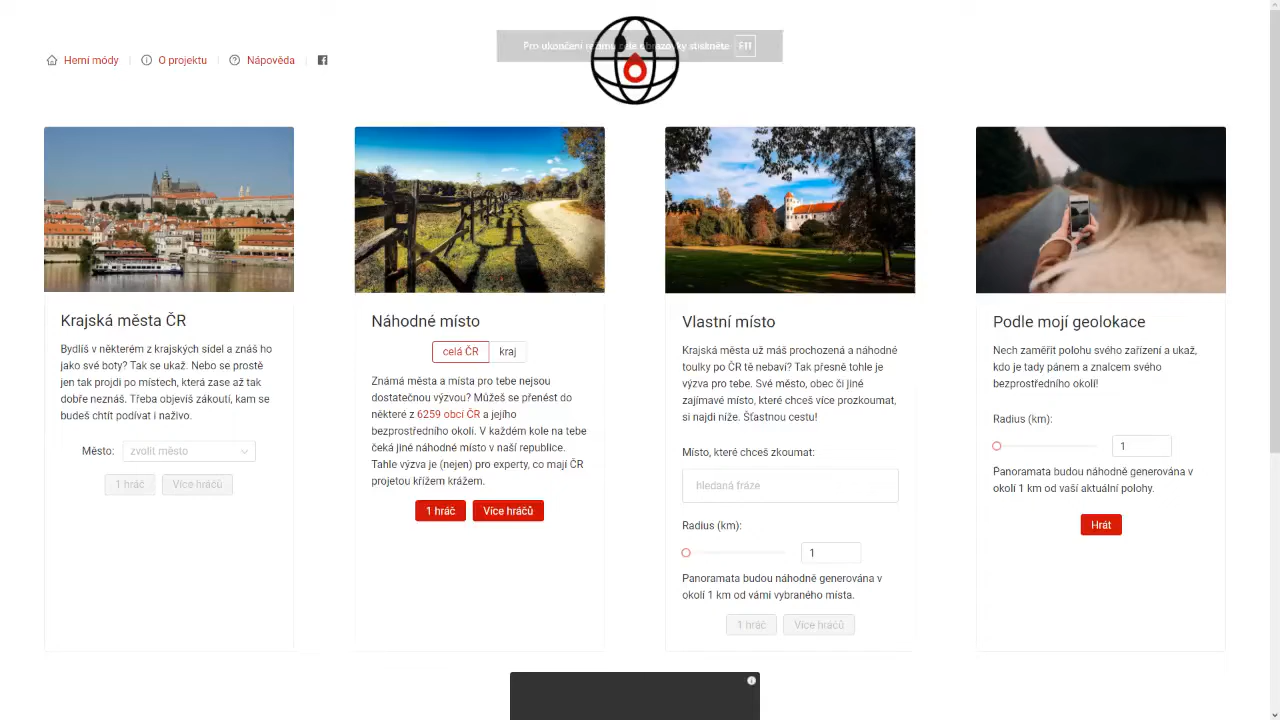 Herní módy
O projektu
Nápověda
Pro ukončení režimu celé obrazovky stiskněte F11
Krajská města ČR
Bydlíš v některém z krajských sídel a znáš ho
jako své boty? Tak se ukaž. Nebo se prostě
jen tak projdi po místech, která zase až tak
dobře neznáš. Třeba objevíš zákoutí, kam se
budeš chtít podívat i naživo.
Město:
zvolit město
1 hráč
Více hráčů
Náhodné místo
celá ČR
kraj
Známá města a místa pro tebe nejsou
dostatečnou výzvou? Můžeš se přenést do
některé z 6259 obcí ČR a jejího
bezprostředního okolí. V každém kole na tebe
čeká jiné náhodné místo v naší republice.
Tahle výzva je (nejen) pro experty, co mají ČR
projetou křížem krážem.
1 hráč
Více hráčů
Vlastní místo
Krajská města už máš prochozená a náhodné
toulky po ČR tě nebaví? Tak přesně tohle je
výzva pro tebe. Své město, obec či jiné
zajímavé místo, které chceš více prozkoumat,
si najdi níže. Šťastnou cestu!
Místo, které chceš zkoumat:
hledaná fráze
Radius (km):
1
Panoramata budou náhodně generována v
okolí 1 km od vámi vybraného místa.
1 hráč
Více hráčů
Podle mojí geolokace
Nech zaměřit polohu svého zařízení a ukaž,
kdo je tady pánem a znalcem svého
bezprostředního okolí!
Radius (km):
1
Panoramata budou náhodně generována v
okolí 1 km od vaší aktuální polohy.
Hrát